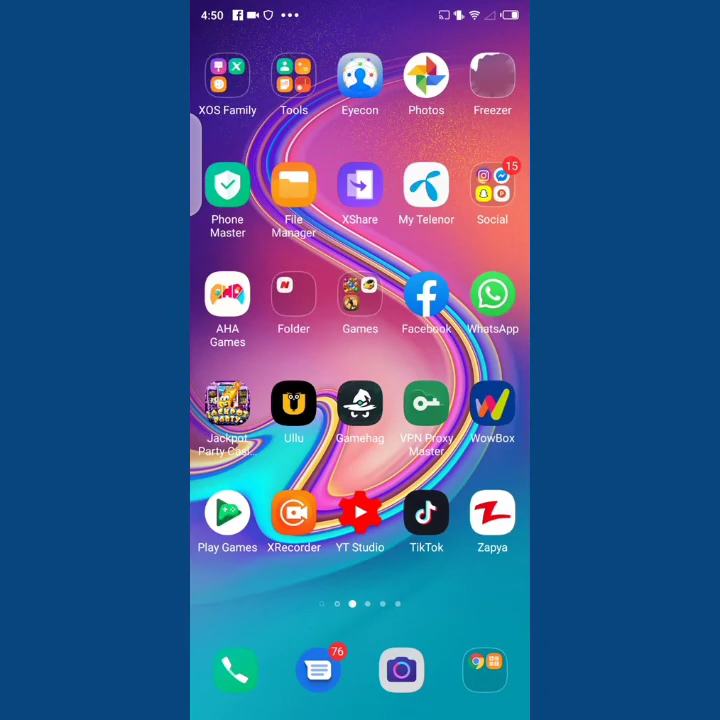 4:50
XOS Family Tools Eyecon Photos Freezer
15
Phone Master File Manager XShare My Telenor Social
AHA Games Folder Games Facebook WhatsApp
Jackpot Party Casi... Ullu Gamehag VPN Proxy Master WowBox
Play Games XRecorder YT Studio TikTok Zapya
76